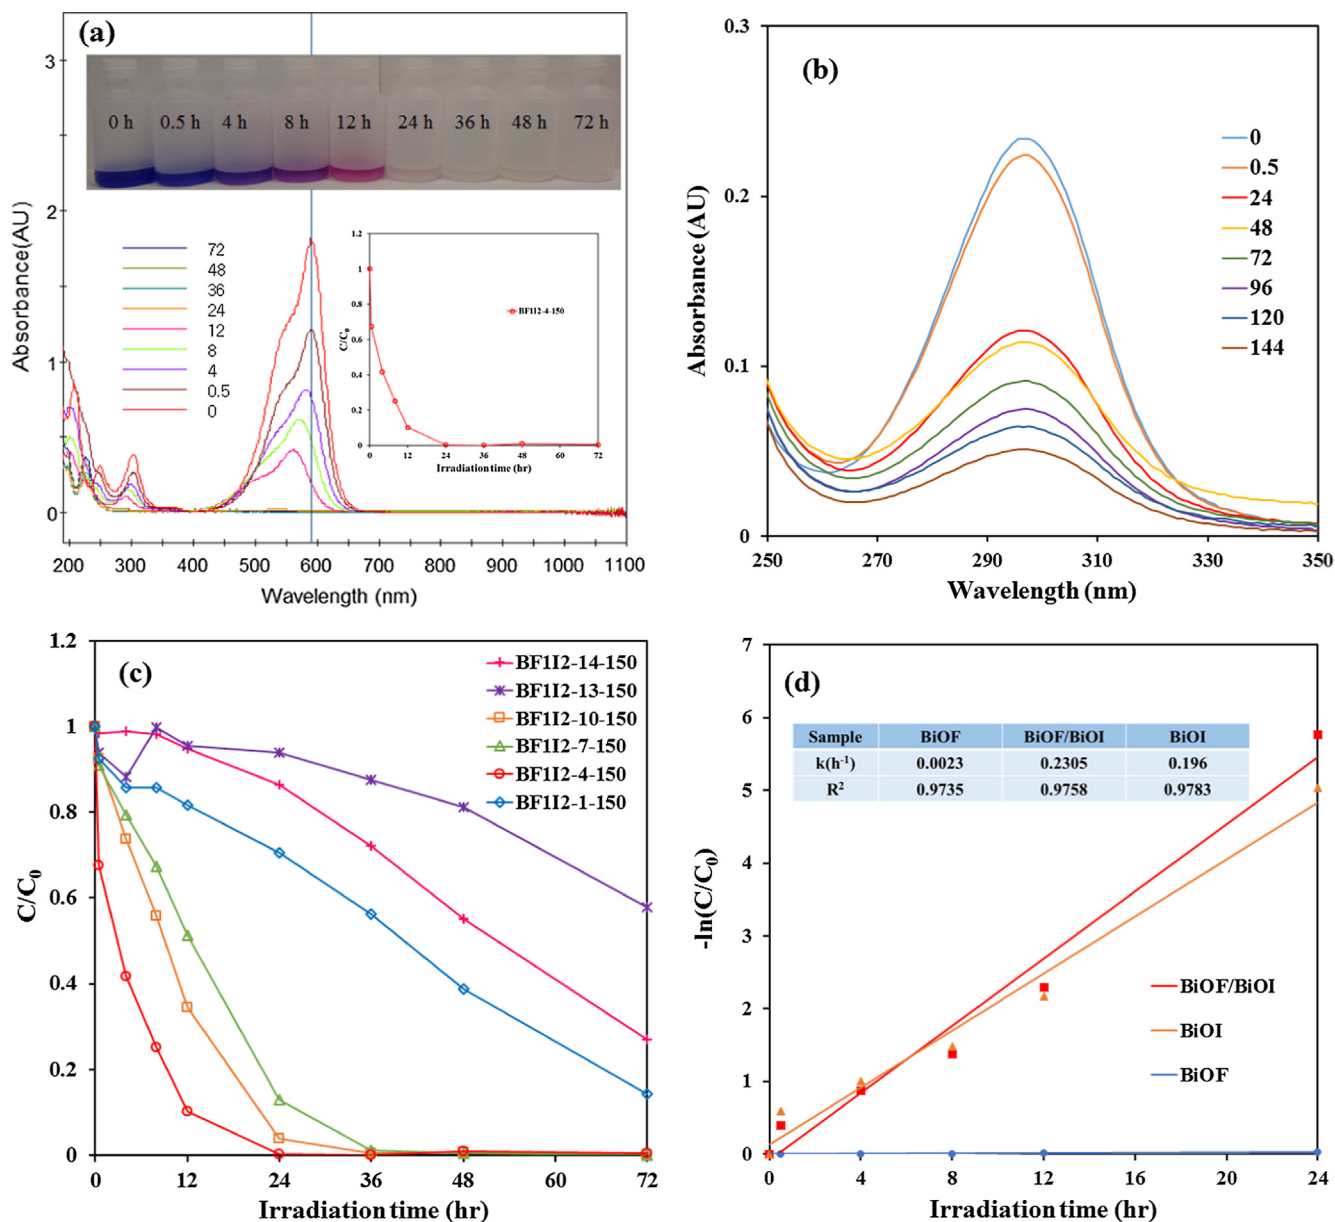 (a)
3
2
1
0
Absorbance(AU)
0 h 0.5 h 4 h 8 h 12 h 24 h 36 h 48 h 72 h
72
48
36
24
12
8
4
0.5
0
1.2
1
0.8
0.6
0.4
0.2
0
C/C0
BF1I2-4-150
0 12 24 36 48 60 72
Irradiation time (hr)
200 300 400 500 600 700 800 900 1000 1100
Wavelength (nm)
(b)
0.3
0.2
0.1
0
Absorbance (AU)
0
0.5
24
48
72
96
120
144
250 270 290 310 330 350
Wavelength (nm)
(c)
1.2
1
0.8
0.6
0.4
0.2
0
C/C0
BF1I2-14-150
BF1I2-13-150
BF1I2-10-150
BF1I2-7-150
BF1I2-4-150
BF1I2-1-150
0 12 24 36 48 60 72
Irradiation time (hr)
(d)
7
6
5
4
3
2
1
0
-ln(C/C0)
Sample BiOF BiOF/BiOI BiOI
k(h-1) 0.0023 0.2305 0.196
R2 0.9735 0.9758 0.9783
BiOF/BiOI
BiOI
BiOF
0 4 8 12 16 20 24
Irradiation time (hr)